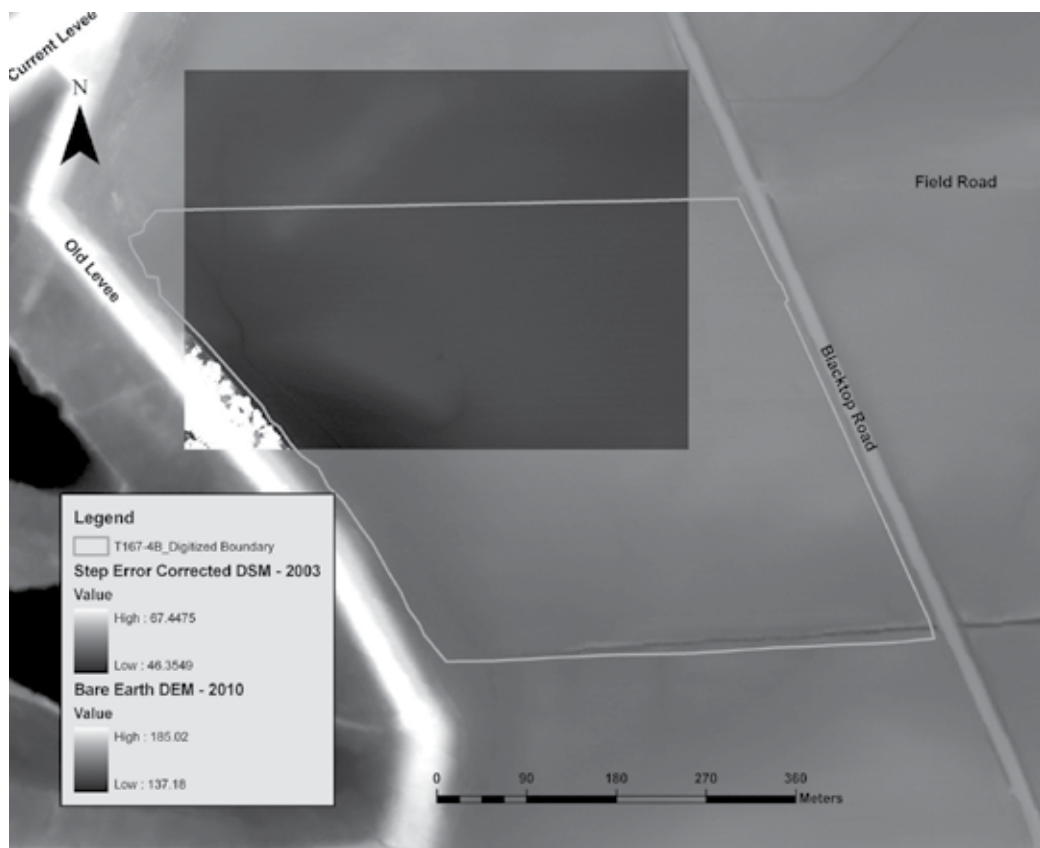 Current Levee
N
Field Road
Old Levee
Blacktop Road
Legend
T167-4B_Digitized Boundary
Step Error Corrected DSM - 2003
Value
High : 67.4475
Low : 46.3549
Bare Earth DEM - 2010
Value
High : 185.02
Low : 137.18
0 90 180 270 360
Meters